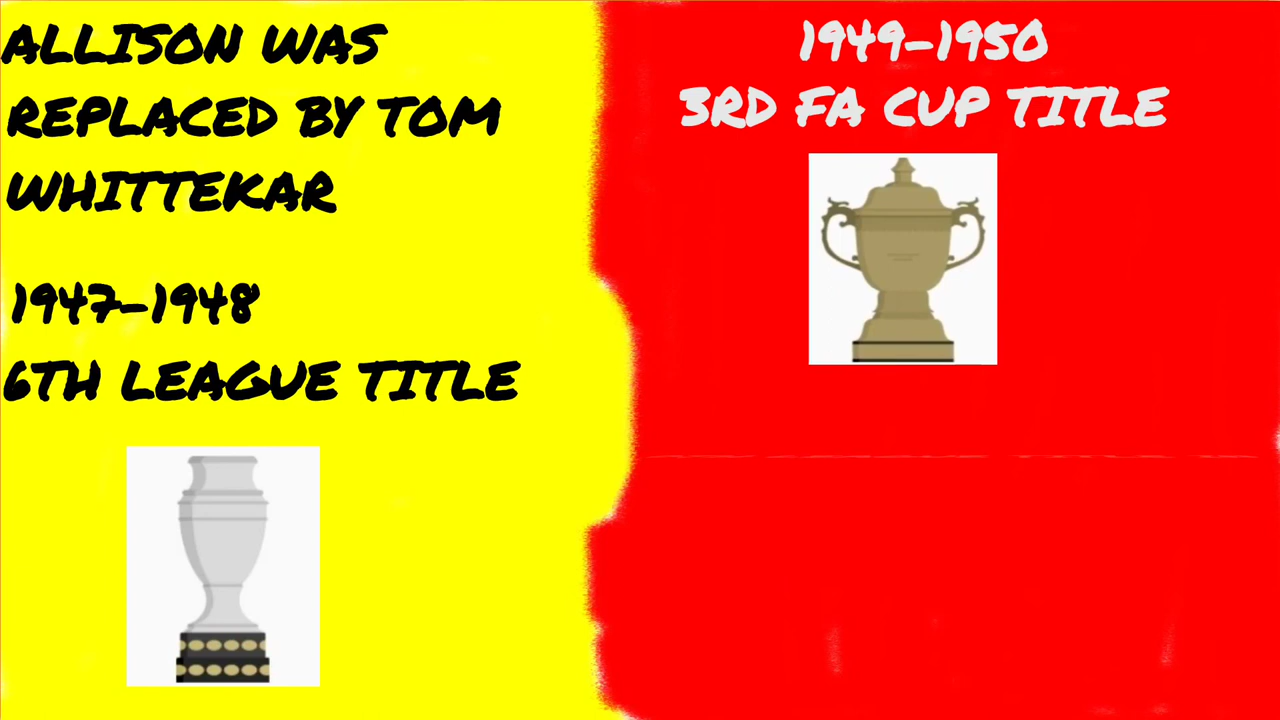 ALLISON WAS
REPLACED BY TOM
WHITTEKAR
1947-1948
6TH LEAGUE TITLE
1949-1950
3RD FA CUP TITLE